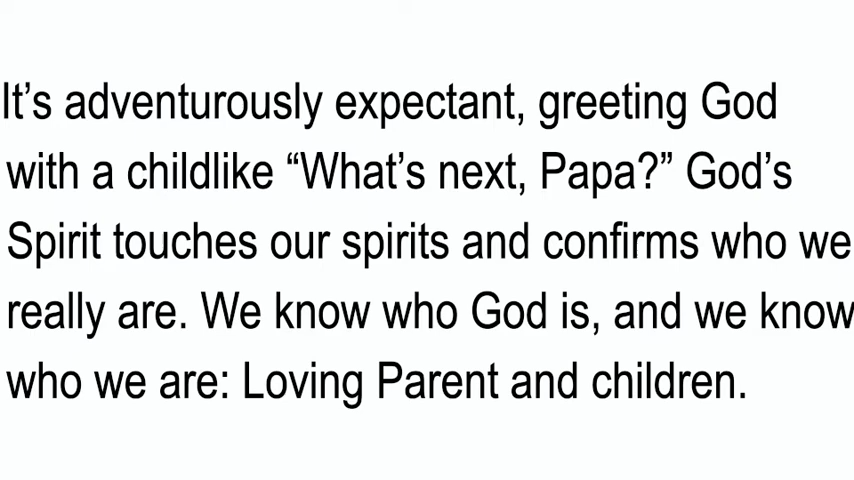 It’s adventurously expectant, greeting God
with a childlike “What’s next, Papa?” God’s
Spirit touches our spirits and confirms who we
really are. We know who God is, and we know
who we are: Loving Parent and children.